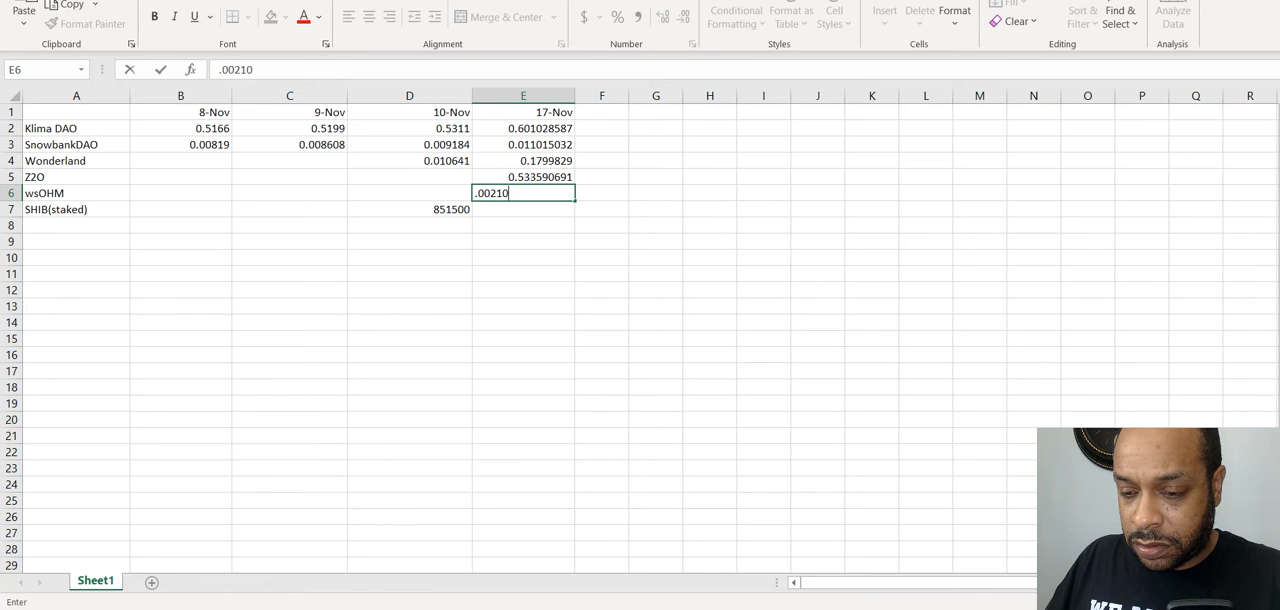 Paste Copy Format Painter B I U A Merge & Center $ % , Conditional Formatting Format as Table Cell Styles Insert Delete Format Fill Clear Sort & Filter Find & Select Analyze Data
Clipboard Font Alignment Number Styles Cells Editing Analysis
E6 fx .00210
A B C D E F G H I J K L M N O P Q R
1 8-Nov 9-Nov 10-Nov 17-Nov
2 Klima DAO 0.5166 0.5199 0.5311 0.601028587
3 SnowbankDAO 0.00819 0.008608 0.009184 0.011015032
4 Wonderland 0.010641 0.1799829
5 Z2O 0.533590691
6 wsOHM .00210
7 SHIB(staked) 851500
8
9
10
11
12
13
14
15
16
17
18
19
20
21
22
23
24
25
26
27
28
29
Sheet1
Enter